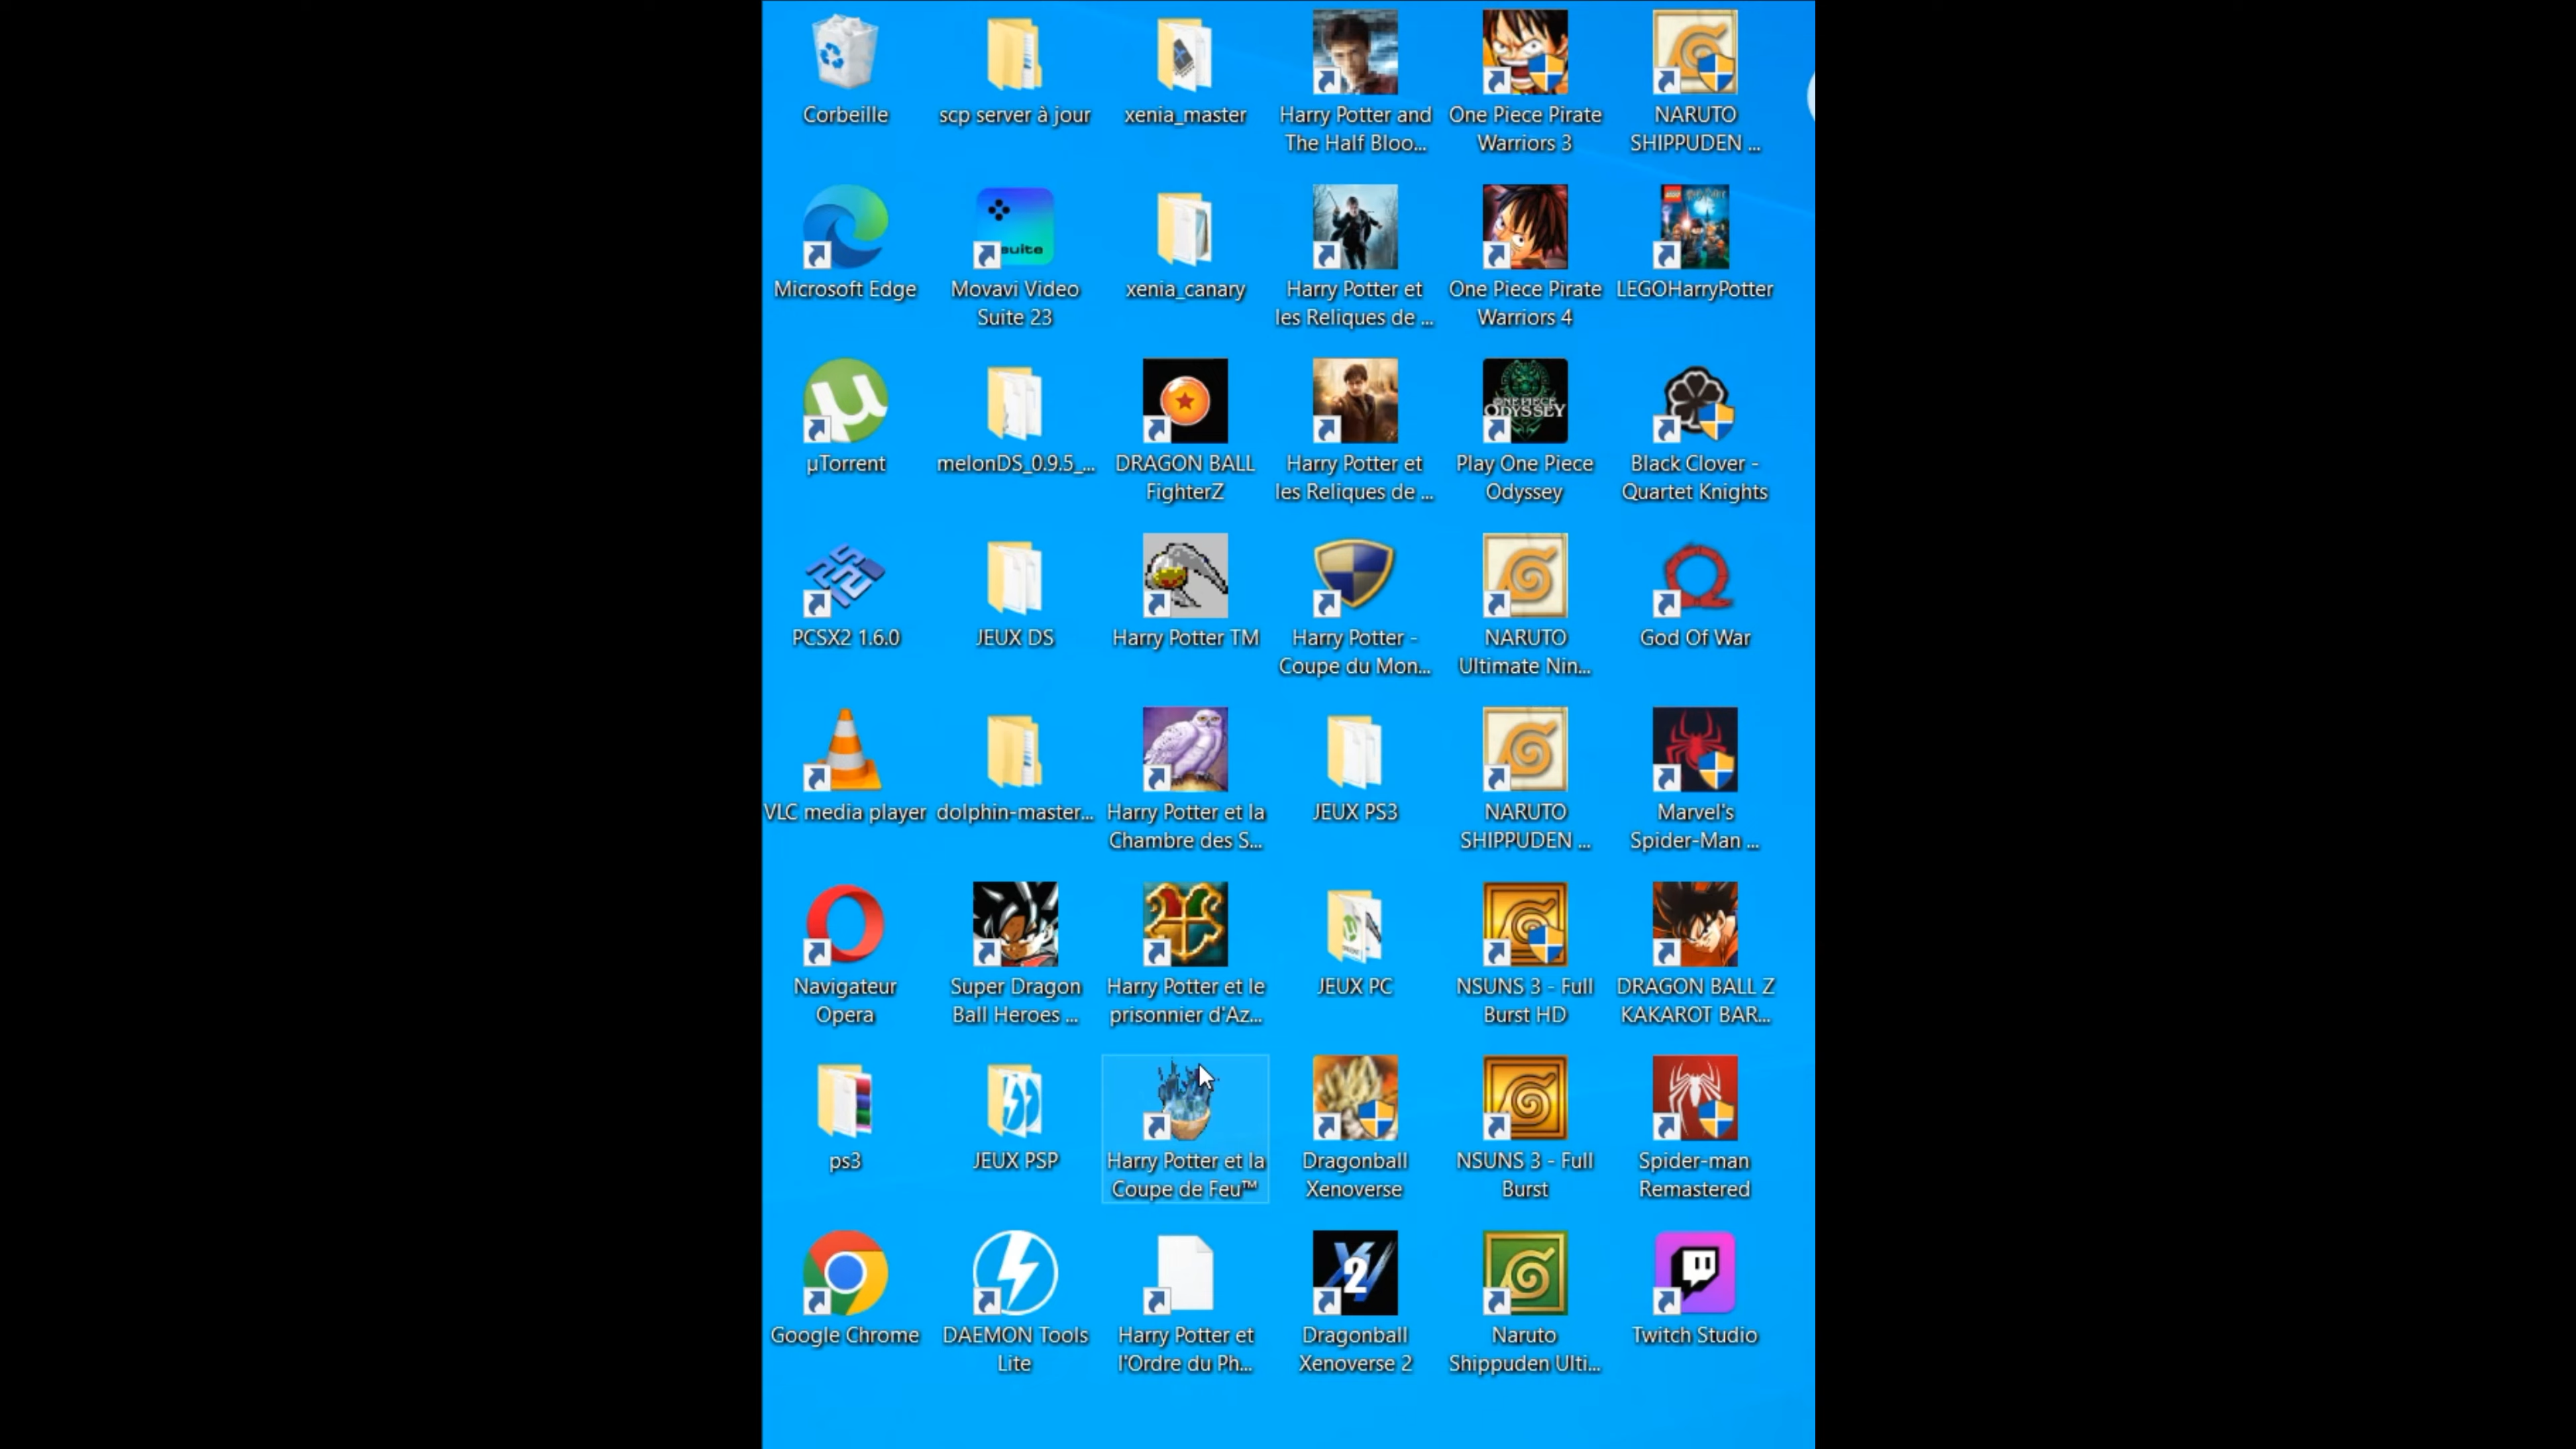 Corbeille
scp server à jour
xenia_master
Harry Potter and
The Half Bloo...
One Piece Pirate
Warriors 3
NARUTO
SHIPPUDEN ...
Microsoft Edge
suite
Movavi Video
Suite 23
xenia_canary
Harry Potter et
les Reliques de ...
One Piece Pirate
Warriors 4
LEGOHarryPotter
µTorrent
melonDS_0.9.5_...
DRAGON BALL
FighterZ
Harry Potter et
les Reliques de ...
ONE PIECE
ODYSSEY
Play One Piece
Odyssey
Black Clover -
Quartet Knights
PCSX2 1.6.0
JEUX DS
Harry Potter TM
Harry Potter -
Coupe du Mon...
NARUTO
Ultimate Nin...
God Of War
VLC media player
dolphin-master...
Harry Potter et la
Chambre des S...
JEUX PS3
NARUTO
SHIPPUDEN ...
Marvel's
Spider-Man ...
Navigateur
Opera
Super Dragon
Ball Heroes ...
Harry Potter et le
prisonnier d'Az...
JEUX PC
NSUNS 3 - Full
Burst HD
DRAGON BALL Z
KAKAROT BAR...
ps3
JEUX PSP
Harry Potter et la
Coupe de Feu™
Dragonball
Xenoverse
NSUNS 3 - Full
Burst
Spider-man
Remastered
Google Chrome
DAEMON Tools
Lite
Harry Potter et
l'Ordre du Ph...
XV
2
Dragonball
Xenoverse 2
Naruto
Shippuden Ulti...
Twitch Studio